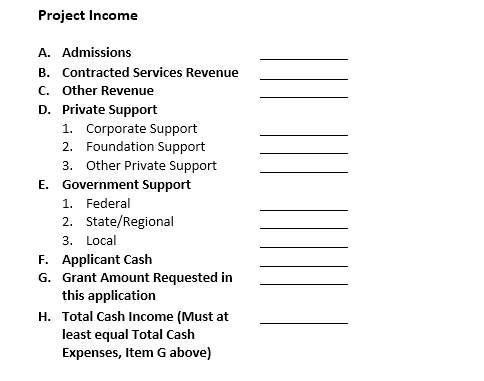 Project Income
A. Admissions
B. Contracted Services Revenue
C. Other Revenue
D. Private Support
1. Corporate Support
2. Foundation Support
3. Other Private Support
E. Government Support
1. Federal
2. State/Regional
3. Local
F. Applicant Cash
G. Grant Amount Requested in
this application
H. Total Cash Income (Must at
least equal Total Cash
Expenses, Item G above)